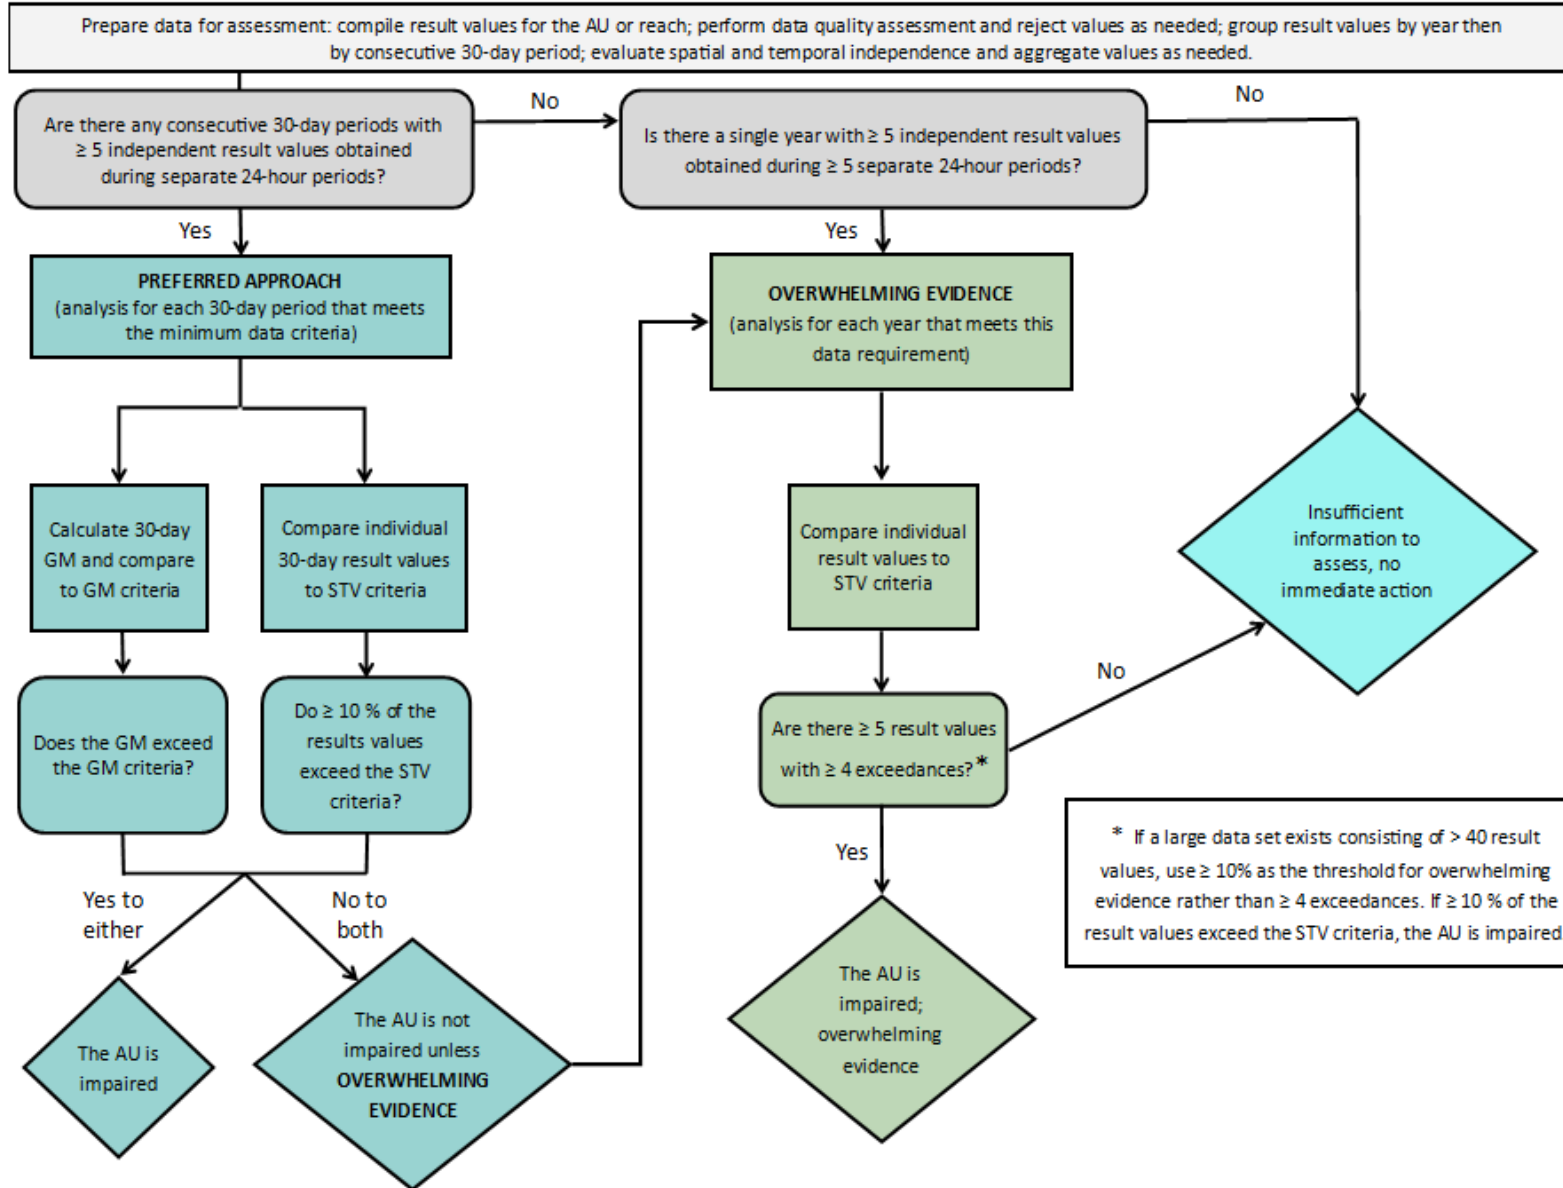 Prepare data for assessment: compile result values for the AU or reach; perform data quality assessment and reject values as needed; group result values by year then
by consecutive 30-day period; evaluate spatial and temporal independence and aggregate values as needed.
Are there any consecutive 30-day periods with
≥ 5 independent result values obtained
during separate 24-hour periods?
No
Is there a single year with ≥ 5 independent result values
obtained during ≥ 5 separate 24-hour periods?
No
Yes
Yes
PREFERRED APPROACH
(analysis for each 30-day period that meets
the minimum data criteria)
OVERWHELMING EVIDENCE
(analysis for each year that meets this
data requirement)
Calculate 30-day
GM and compare
to GM criteria
Compare individual
30-day result values
to STV criteria
Compare individual
result values to
STV criteria
Insufficient
information to
assess, no
immediate action
Does the GM exceed
the GM criteria?
Do ≥ 10 % of the
results values
exceed the STV
criteria?
Are there ≥ 5 result values
with ≥ 4 exceedances?*
No
Yes to
either
No to
both
Yes
* If a large data set exists consisting of > 40 result
values, use ≥ 10% as the threshold for overwhelming
evidence rather than ≥ 4 exceedances. If ≥ 10 % of the
result values exceed the STV criteria, the AU is impaired.
The AU is
impaired
The AU is not
impaired unless
OVERWHELMING
EVIDENCE
The AU is
impaired;
overwhelming
evidence